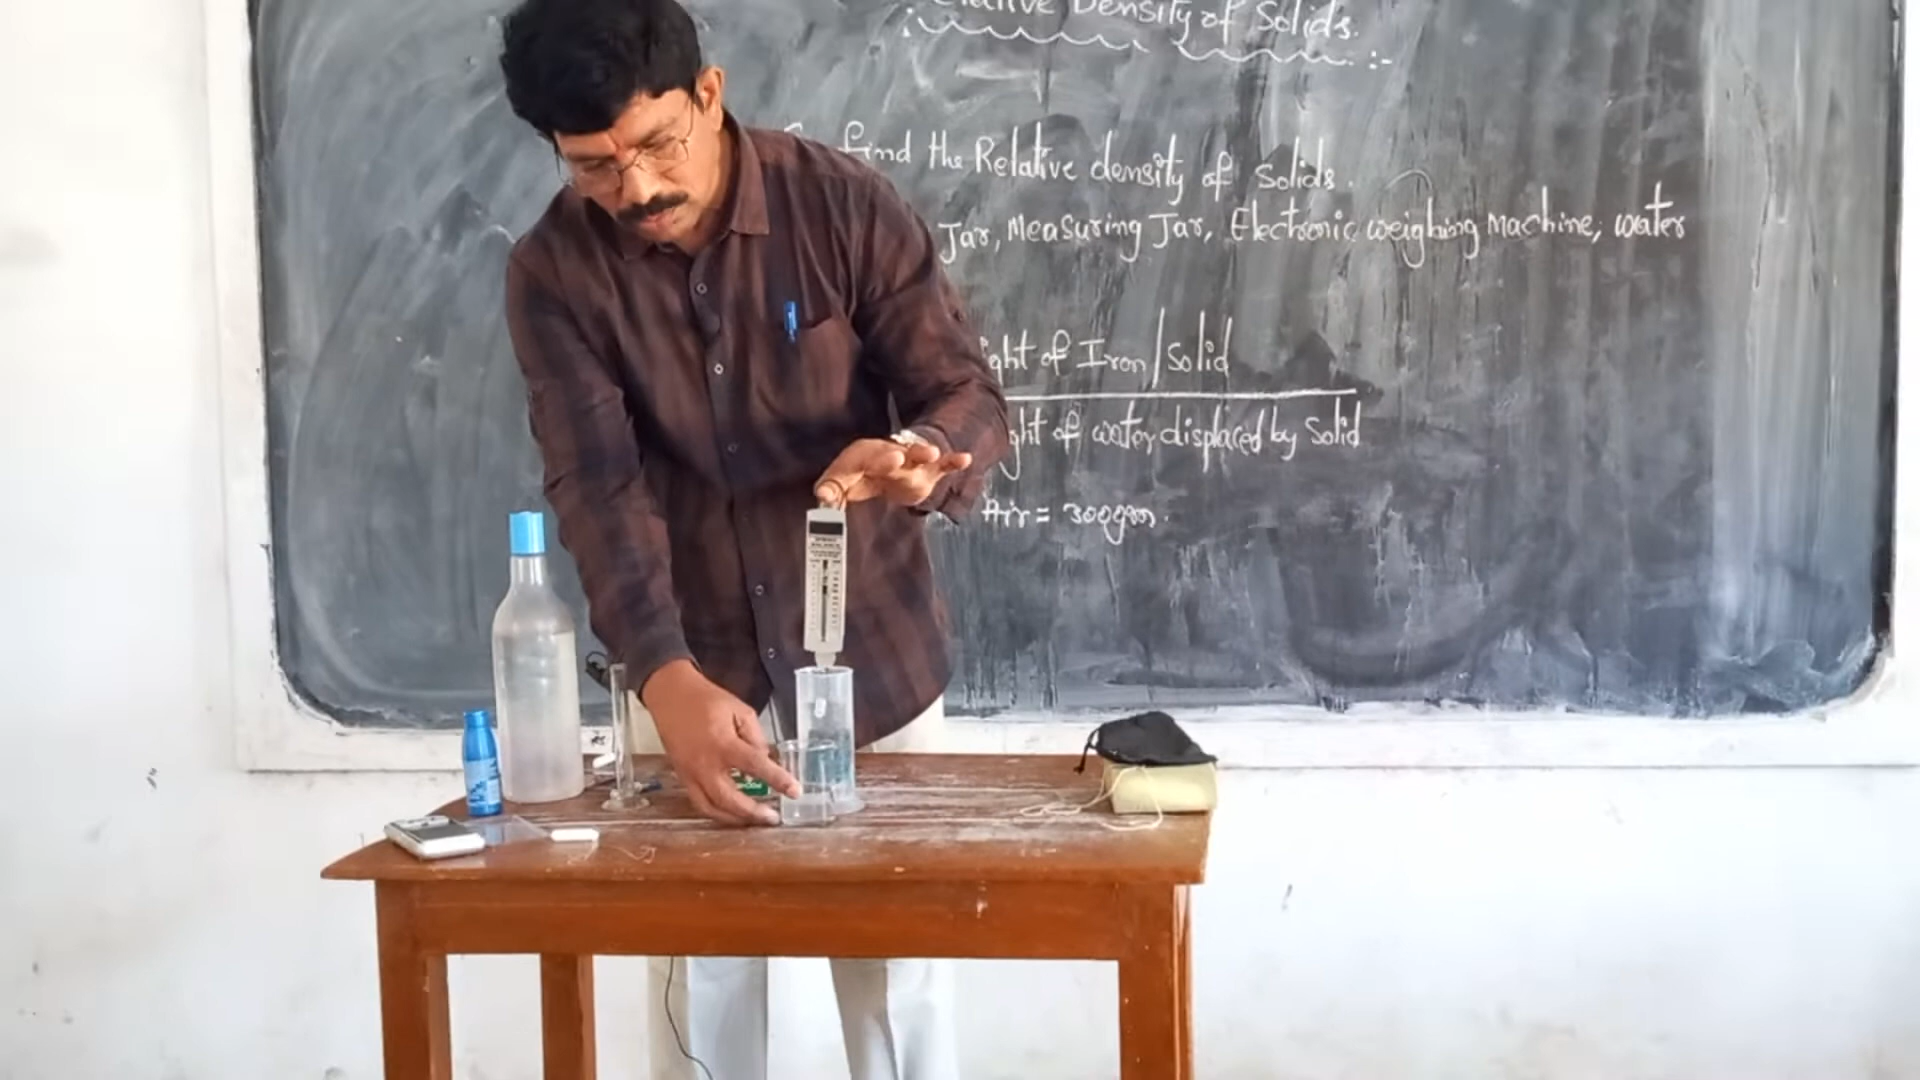 Density of Solids. :-
find the Relative density of Solids.
Jar, Measuring Jar, Electronic weighing Machine, water
ight of Iron/Solid
ght of water displaced by Solid
Air = 300gm.